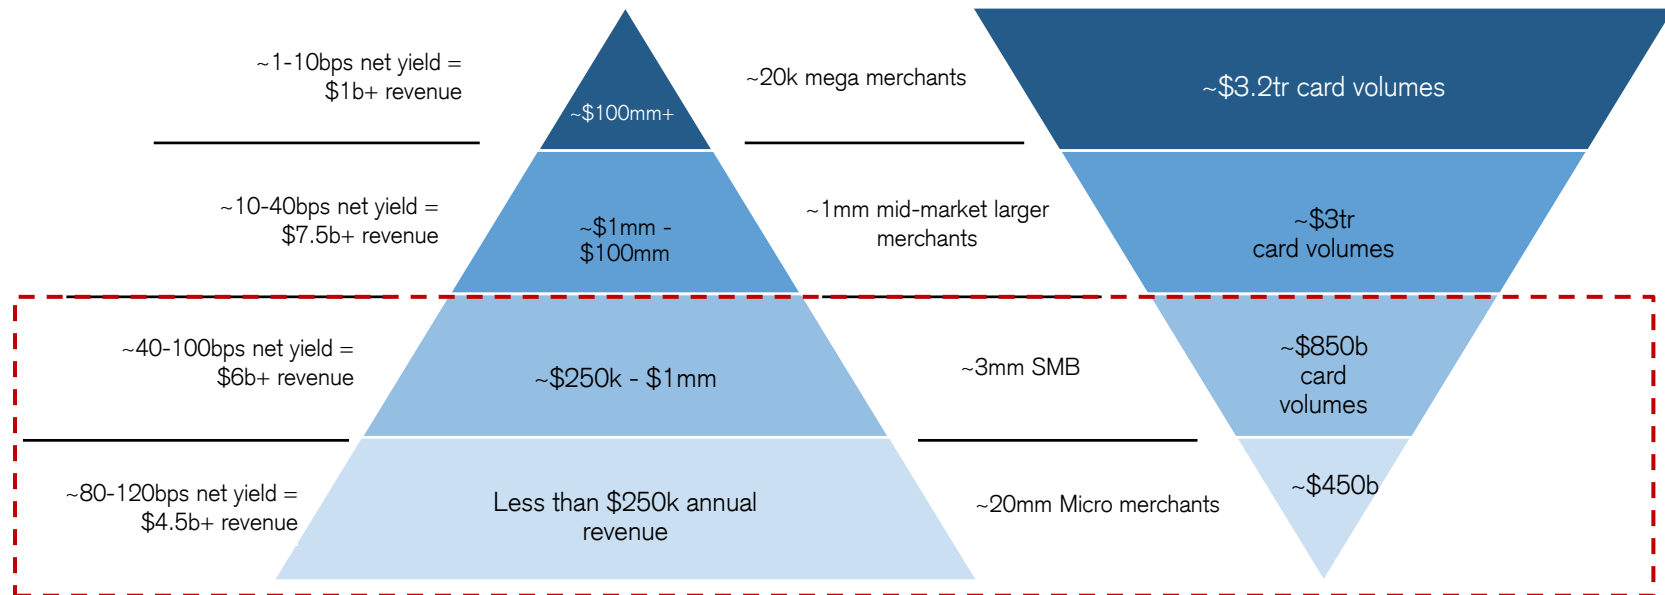 ~1-10bps net yield =
$1b+ revenue
~$100mm+
~20k mega merchants
~$3.2tr card volumes
~10-40bps net yield =
$7.5b+ revenue
~$1mm -
$100mm
~1mm mid-market larger
merchants
~$3tr
card volumes
~40-100bps net yield =
$6b+ revenue
~$250k - $1mm
~3mm SMB
~$850b
card
volumes
~80-120bps net yield =
$4.5b+ revenue
Less than $250k annual
revenue
~20mm Micro merchants
~$450b